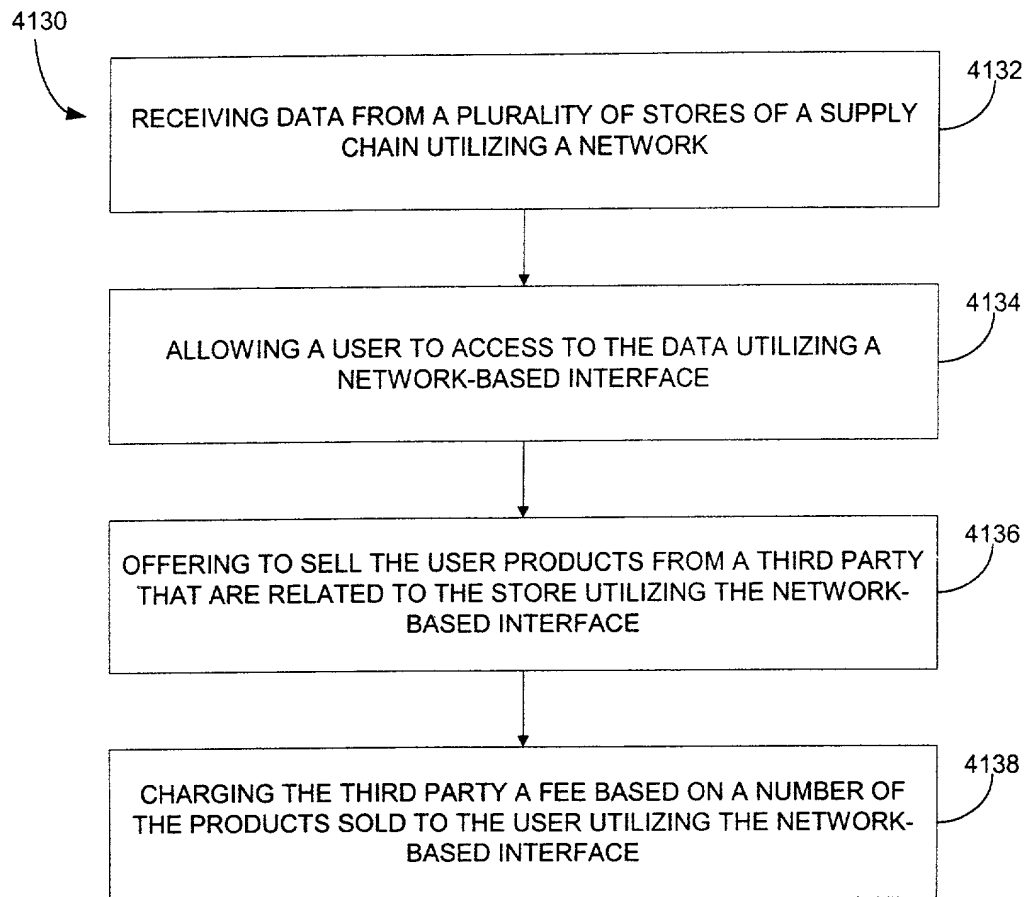 4130
4132
RECEIVING DATA FROM A PLURALITY OF STORES OF A SUPPLY
CHAIN UTILIZING A NETWORK
4134
ALLOWING A USER TO ACCESS TO THE DATA UTILIZING A
NETWORK-BASED INTERFACE
4136
OFFERING TO SELL THE USER PRODUCTS FROM A THIRD PARTY
THAT ARE RELATED TO THE STORE UTILIZING THE NETWORK-
BASED INTERFACE
4138
CHARGING THE THIRD PARTY A FEE BASED ON A NUMBER OF
THE PRODUCTS SOLD TO THE USER UTILIZING THE NETWORK-
BASED INTERFACE